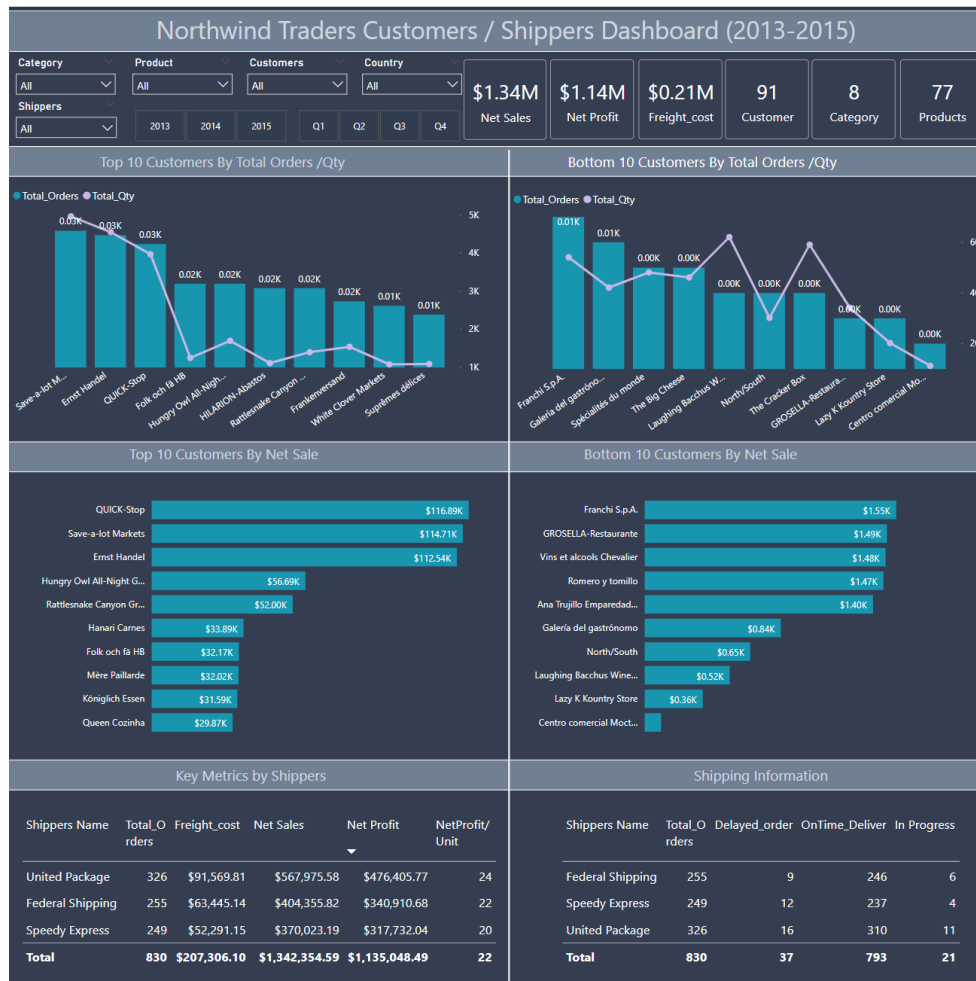 Northwind Traders Customers / Shippers Dashboard (2013-2015)
Category Product Customers Country
All All All All
Shippers
All
2013 2014 2015 Q1 Q2 Q3 Q4
$1.34M $1.14M $0.21M 91 8 77
Net Sales Net Profit Freight_cost Customer Category Products
Top 10 Customers By Total Orders /Qty
Total_Orders Total_Qty
0.03K 0.03K 0.03K 0.02K 0.02K 0.02K 0.02K 0.02K 0.01K 0.01K
5K
4K
3K
2K
1K
Save-a-lot M... Ernst Handel QUICK-Stop Folk och fä HB Hungry Owl All-Nigh... HILARION-Abastos Rattlesnake Canyon ... Frankenversand White Clover Markets Suprêmes délices
Bottom 10 Customers By Total Orders /Qty
Total_Orders Total_Qty
0.01K 0.01K 0.00K 0.00K 0.00K 0.00K 0.00K 0.00K 0.00K 0.00K
Franchi S.p.A. Galería del gastróno... Spécialités du monde The Big Cheese Laughing Bacchus W... North/South The Cracker Box GROSELLA-Restaura... Lazy K Kountry Store Centro comercial Mo...
Top 10 Customers By Net Sale
QUICK-Stop $116.89K
Save-a-lot Markets $114.71K
Ernst Handel $112.54K
Hungry Owl All-Night G... $56.69K
Rattlesnake Canyon Gr... $52.00K
Hanari Carnes $33.89K
Folk och fä HB $32.17K
Mère Paillarde $32.02K
Königlich Essen $31.59K
Queen Cozinha $29.87K
Bottom 10 Customers By Net Sale
Franchi S.p.A. $1.55K
GROSELLA-Restaurante $1.49K
Vins et alcools Chevalier $1.48K
Romero y tomillo $1.47K
Ana Trujillo Emparedad... $1.40K
Galería del gastrónomo $0.84K
North/South $0.65K
Laughing Bacchus Wine... $0.52K
Lazy K Kountry Store $0.36K
Centro comercial Moct...
Key Metrics by Shippers
Shippers Name Total_O Freight_cost Net Sales Net Profit NetProfit/
rders Unit
United Package 326 $91,569.81 $567,975.58 $476,405.77 24
Federal Shipping 255 $63,445.14 $404,355.82 $340,910.68 22
Speedy Express 249 $52,291.15 $370,023.19 $317,732.04 20
Total 830 $207,306.10 $1,342,354.59 $1,135,048.49 22
Shipping Information
Shippers Name Total_O Delayed_order OnTime_Deliver In Progress
rders
Federal Shipping 255 9 246 6
Speedy Express 249 12 237 4
United Package 326 16 310 11
Total 830 37 793 21